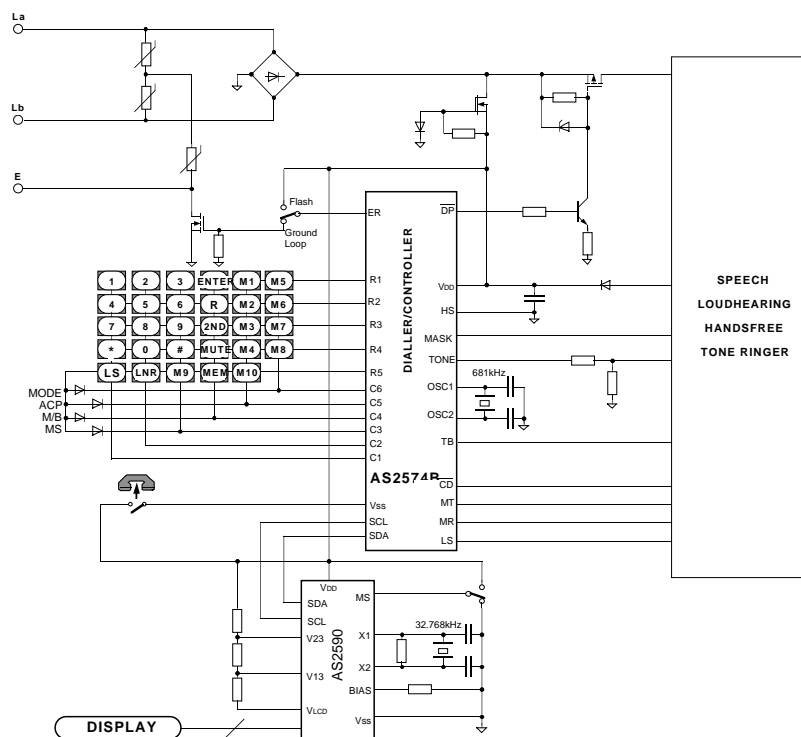 La
Lb
E
Flash
Ground
Loop
ER
DIALLER/CONTROLLER
DP
VDD
HS
MASK
TONE
681kHz
OSC1
OSC2
TB
CD
MT
MR
LS
SPEECH
LOUDHEARING
HANDSFREE
TONE RINGER
1 2 3 ENTER M1 M5 R1
4 5 6 R M2 M6 R2
7 8 9 2ND M3 M7 R3
* 0 # MUTE M4 M8 R4
LS LNR M9 MEM M10 R5
MODE
ACP
M/B
MS
C6
C5
C4
C3
C2
C1
AS2574B
Vss
SCL
SDA
VDD
SDA
SCL
V23
V13
VLCD
AS2590
MS
X1
X2
BIAS
Vss
32.768kHz
DISPLAY